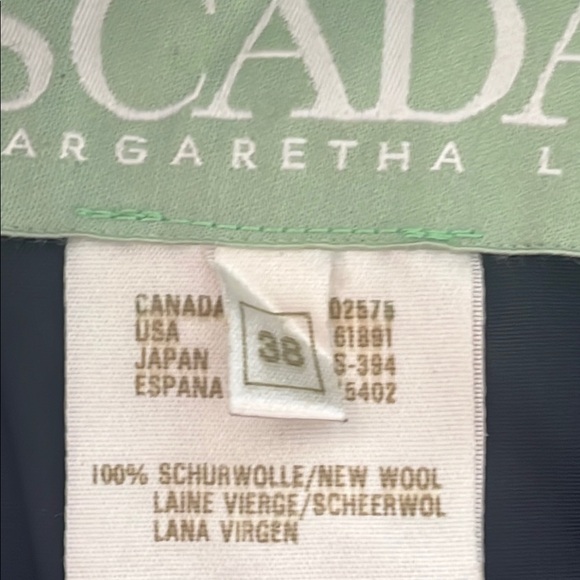 SCADA
ARGARETHA L
CANADA 02575
USA 61891
JAPAN S-394
ESPANA 5402
38
100% SCHURWOLLE/NEW WOOL
LAINE VIERGE/SCHEERWOL
LANA VIRGEN